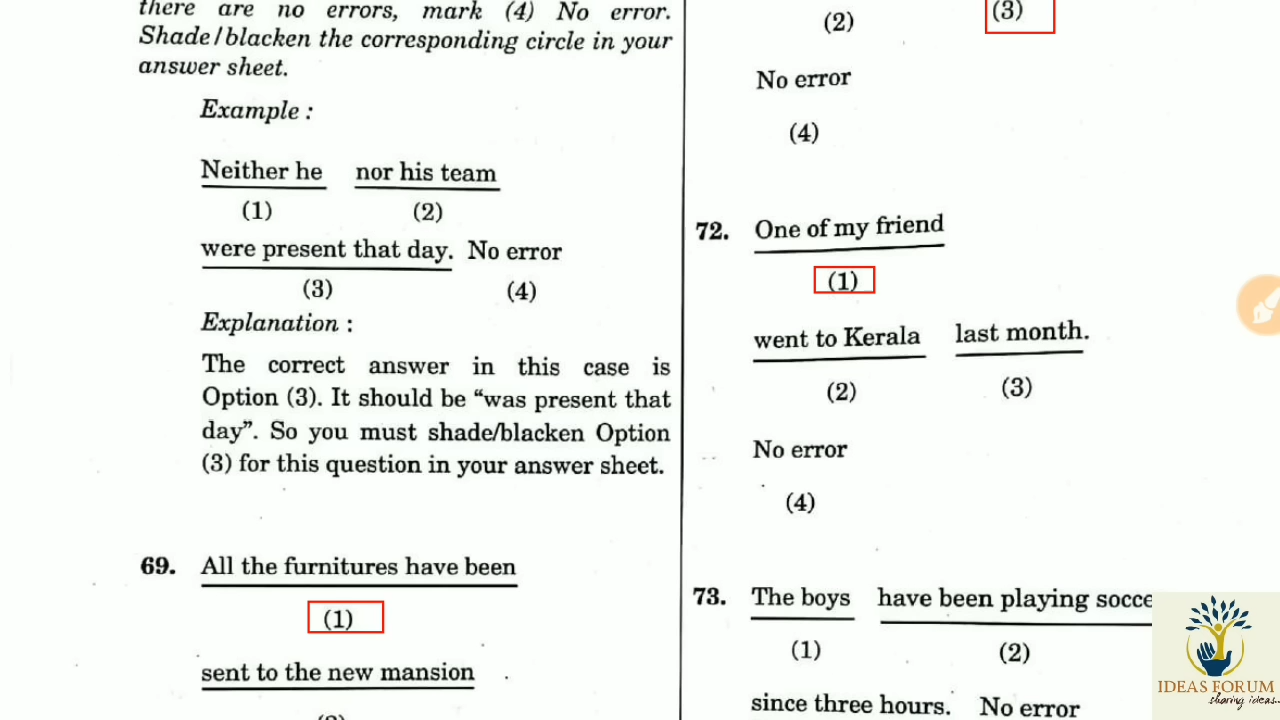 there are no errors, mark (4) No error.
Shade/blacken the corresponding circle in your
answer sheet.
Example :
Neither he nor his team
(1) (2)
were present that day. No error
(3) (4)
Explanation :
The correct answer in this case is
Option (3). It should be “was present that
day”. So you must shade/blacken Option
(3) for this question in your answer sheet.
69. All the furnitures have been
(1)
sent to the new mansion
(2) (3)
No error
(4)
72. One of my friend
(1)
went to Kerala last month.
(2) (3)
No error
(4)
73. The boys have been playing socce
(1) (2)
since three hours. No error
IDEAS FORUM
sharing ideas..